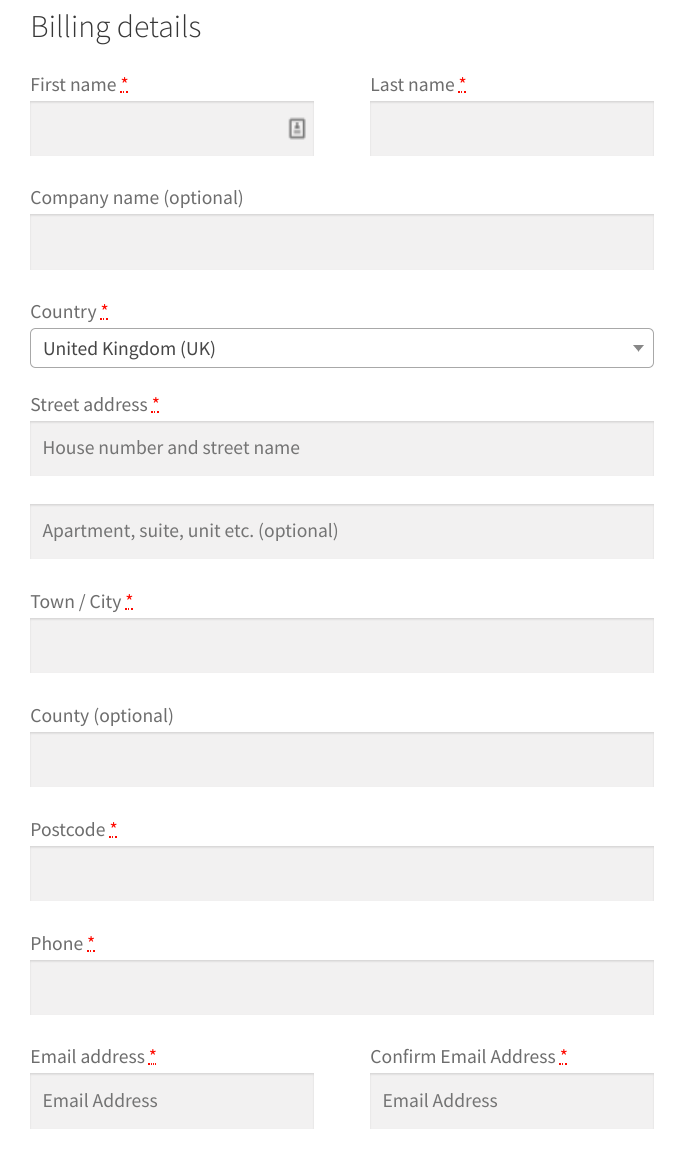 Billing details
First name *
Last name *
Company name (optional)
Country *
United Kingdom (UK)
Street address *
House number and street name
Apartment, suite, unit etc. (optional)
Town / City *
County (optional)
Postcode *
Phone *
Email address *
Confirm Email Address *
Email Address
Email Address